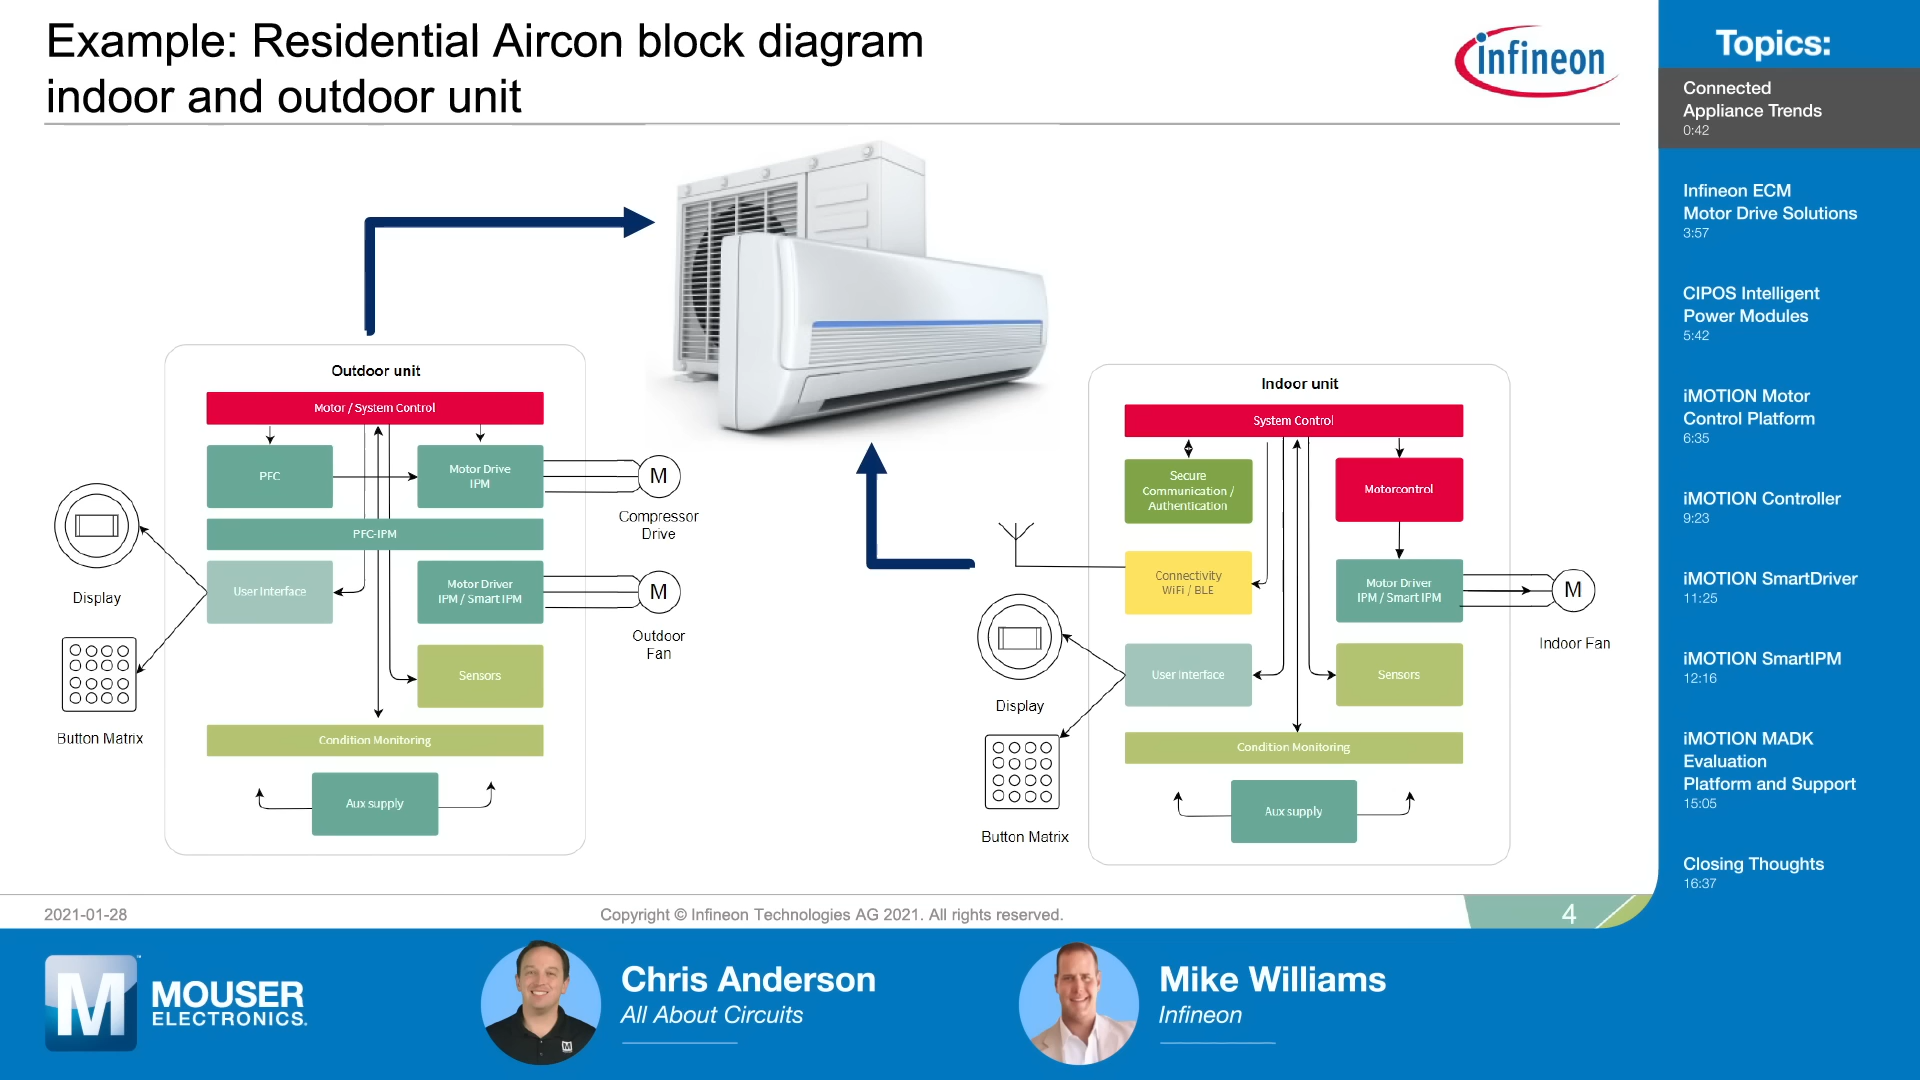 Example: Residential Aircon block diagram
indoor and outdoor unit
infineon
Outdoor unit
Motor / System Control
PFC
Motor Drive
IPM
M
Compressor
Drive
PFC-IPM
User Interface
Motor Driver
IPM / Smart IPM
M
Outdoor
Fan
Display
Sensors
Button Matrix
Condition Monitoring
Aux supply
Indoor unit
System Control
Secure
Communication /
Authentication
Motorcontrol
Connectivity
WiFi / BLE
Motor Driver
IPM / Smart IPM
M
Indoor Fan
User Interface
Sensors
Display
Condition Monitoring
Button Matrix
Aux supply
2021-01-28
Copyright © Infineon Technologies AG 2021. All rights reserved.
4
Topics:
Connected
Appliance Trends
0:42
Infineon ECM
Motor Drive Solutions
3:57
CIPOS Intelligent
Power Modules
5:42
iMOTION Motor
Control Platform
6:35
iMOTION Controller
9:23
iMOTION SmartDriver
11:25
iMOTION SmartIPM
12:16
iMOTION MADK
Evaluation
Platform and Support
15:05
Closing Thoughts
16:37
M
MOUSER
ELECTRONICS.
Chris Anderson
All About Circuits
Mike Williams
Infineon